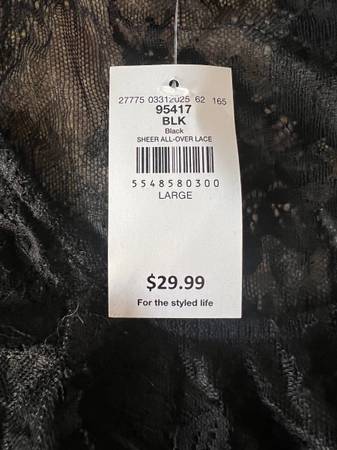 27775 03312025 62 165
95417
BLK
Black
SHEER ALL-OVER LACE
5548580300
LARGE
$29.99
For the styled life